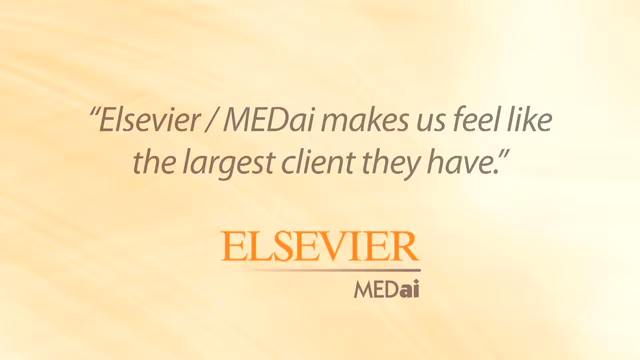 “Elsevier / MEDai makes us feel like
the largest client they have.”
ELSEVIER
MEDai